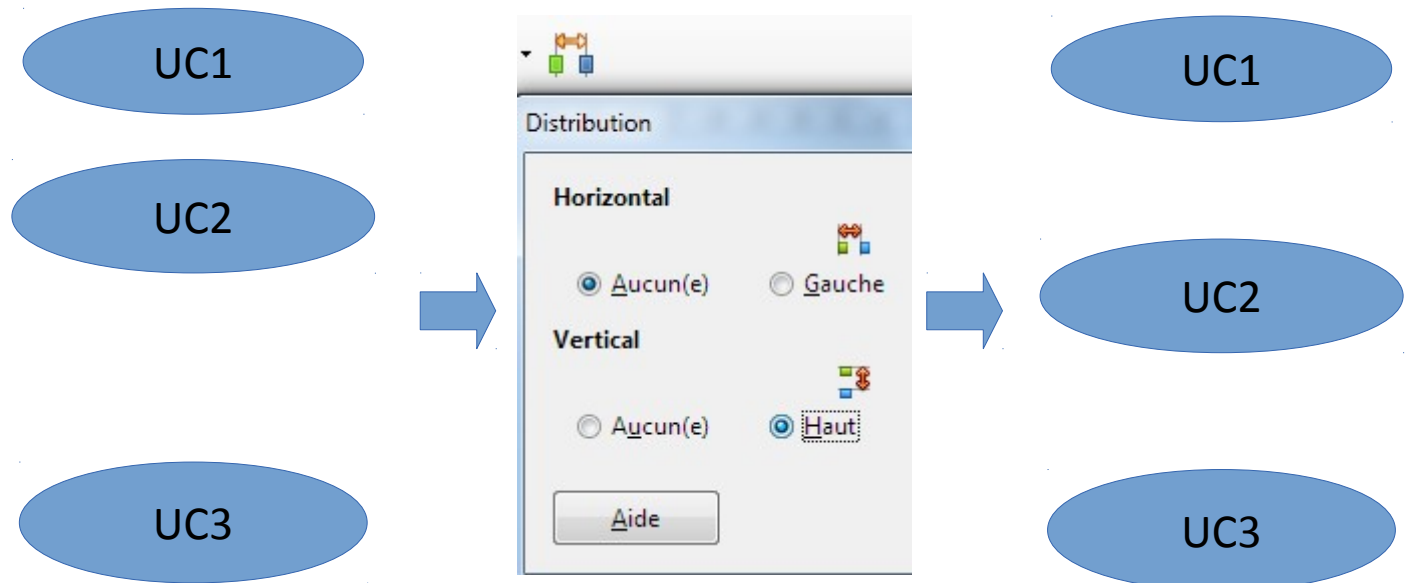 UC1
UC2
UC3
Distribution
Horizontal
Aucun(e) Gauche
Vertical
Aucun(e) Haut
Aide
UC1
UC2
UC3